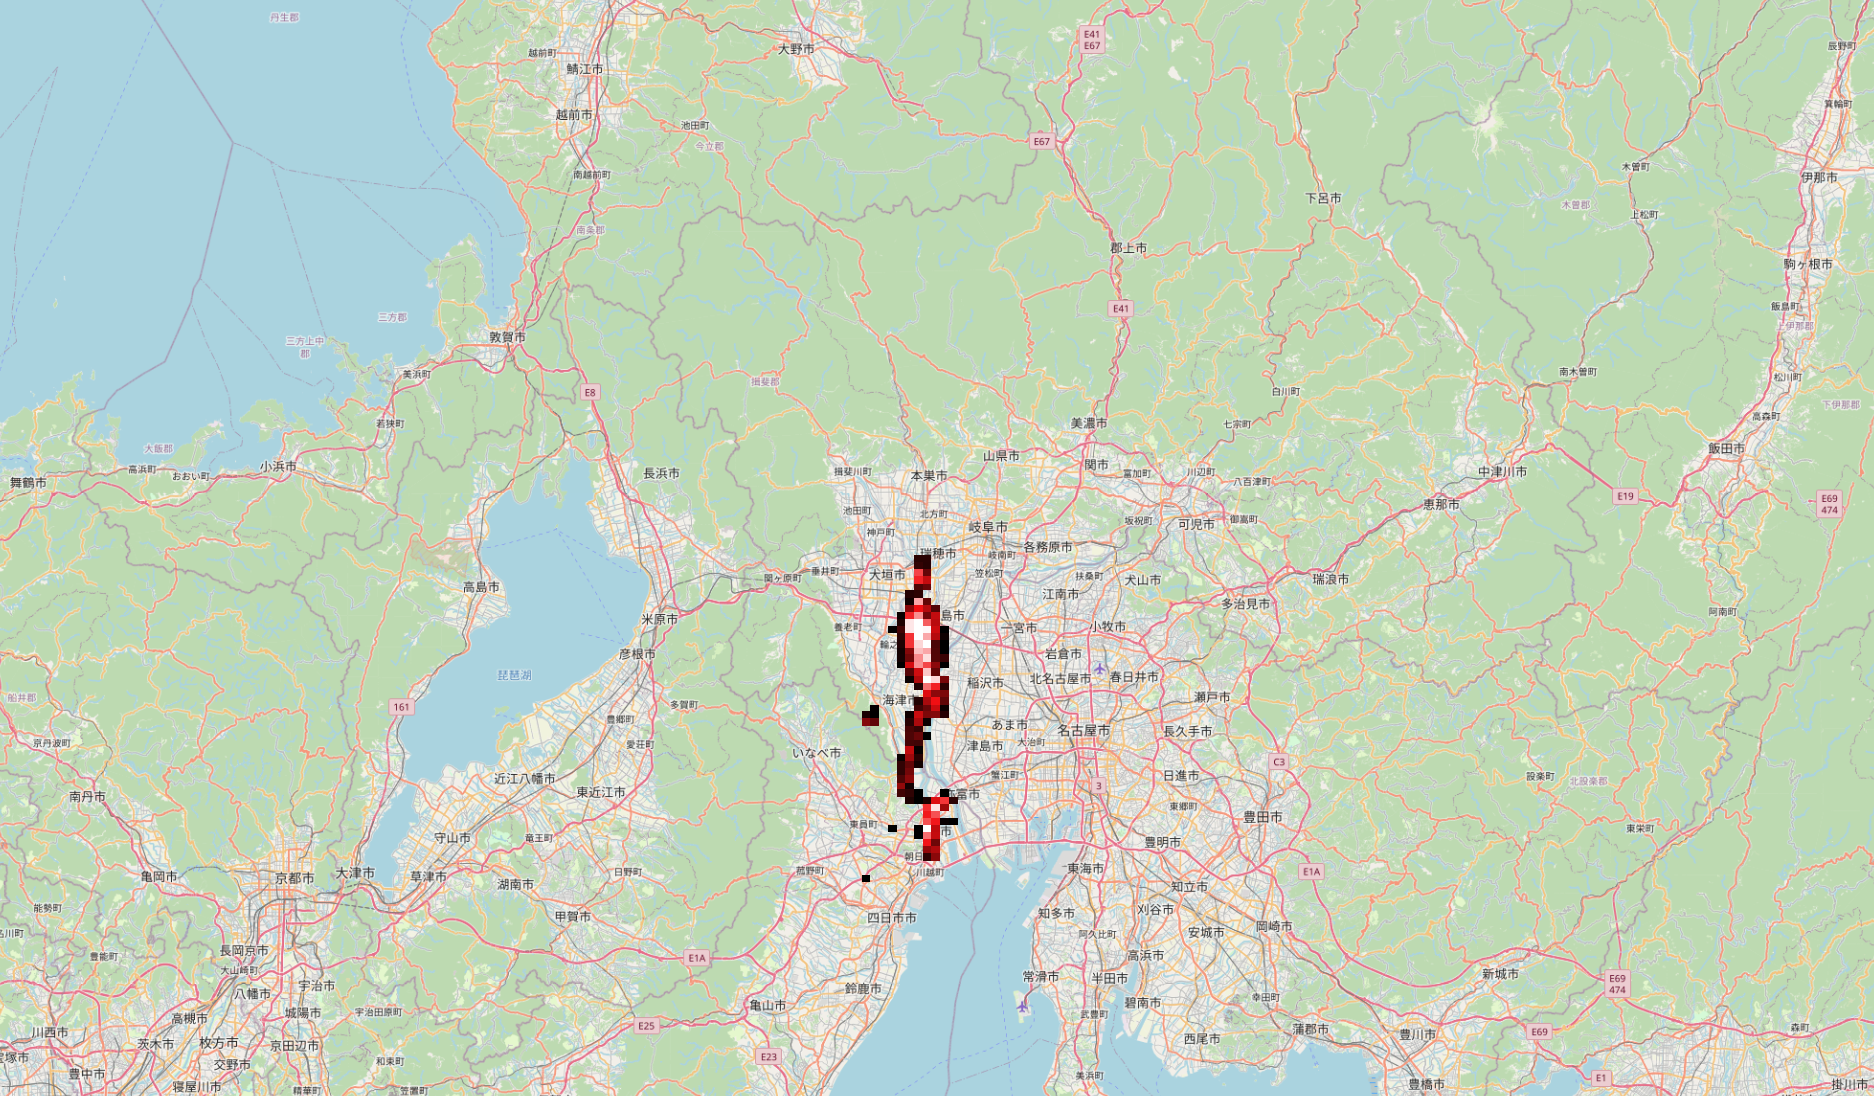 丹生郡
E41
E67
辰野町
大野市
越前町
鯖江市
箕輪町
越前市
池田町
今立郡
E67
南越前町
木曽町
伊那市
下呂市
木曽郡
上松町
南条郡
郡上市
駒ヶ根市
飯島町
E41
三方郡
上伊那郡
敦賀市
三方上中
郡
美浜町
南木曽町
松川町
揖斐郡
E8
白川町
下伊那郡
高森町
若狭町
美濃市
七宗町
大飯郡
山県市
飯田市
小浜市
高浜町
おおい町
長浜市
揖斐川町
本巣市
関市
富加町
川辺町
中津川市
舞鶴市
八百津町
E19
E69
474
池田町
北方町
恵那市
岐阜市
坂祝町
可児市
御嵩町
神戸町
瑞穂市
岐南町
各務原市
関ケ原町
垂井町
大垣市
笠松町
扶桑町
犬山市
瑞浪市
高島市
江南市
多治見市
阿南町
米原市
養老町
島市
一宮市
小牧市
彦根市
輪之
岩倉市
琵琶湖
稲沢市
北名古屋市
春日井市
船井郡
瀬戸市
161
多賀町
海津市
豊郷町
あま市
名古屋市
長久手市
京丹波町
愛荘町
いなべ市
津島市
大治町
C3
近江八幡市
蟹江町
日進市
設楽町
北設楽郡
南丹市
東近江市
富市
3
東郷町
豊田市
守山市
竜王町
東員町
市
豊明市
東栄町
朝日
亀岡市
京都市
大津市
草津市
湖南市
日野町
菰野町
川越町
東海市
E1A
知立市
能勢町
甲賀市
四日市市
知多市
刈谷市
岡崎市
川町
阿久比町
安城市
長岡京市
豊能町
E1A
高浜市
大山崎町
常滑市
半田市
新城市
E69
474
八幡市
宇治市
鈴鹿市
亀山市
碧南市
幸田町
高槻市
城陽市
宇治田原町
武豊町
川西市
E25
蒲郡市
E69
豊川市
森町
茨木市
枚方市
京田辺市
西尾市
宝塚市
交野市
和束町
E23
豊中市
美浜町
E1
寝屋川市
精華町
笠置町
豊橋市
掛川市